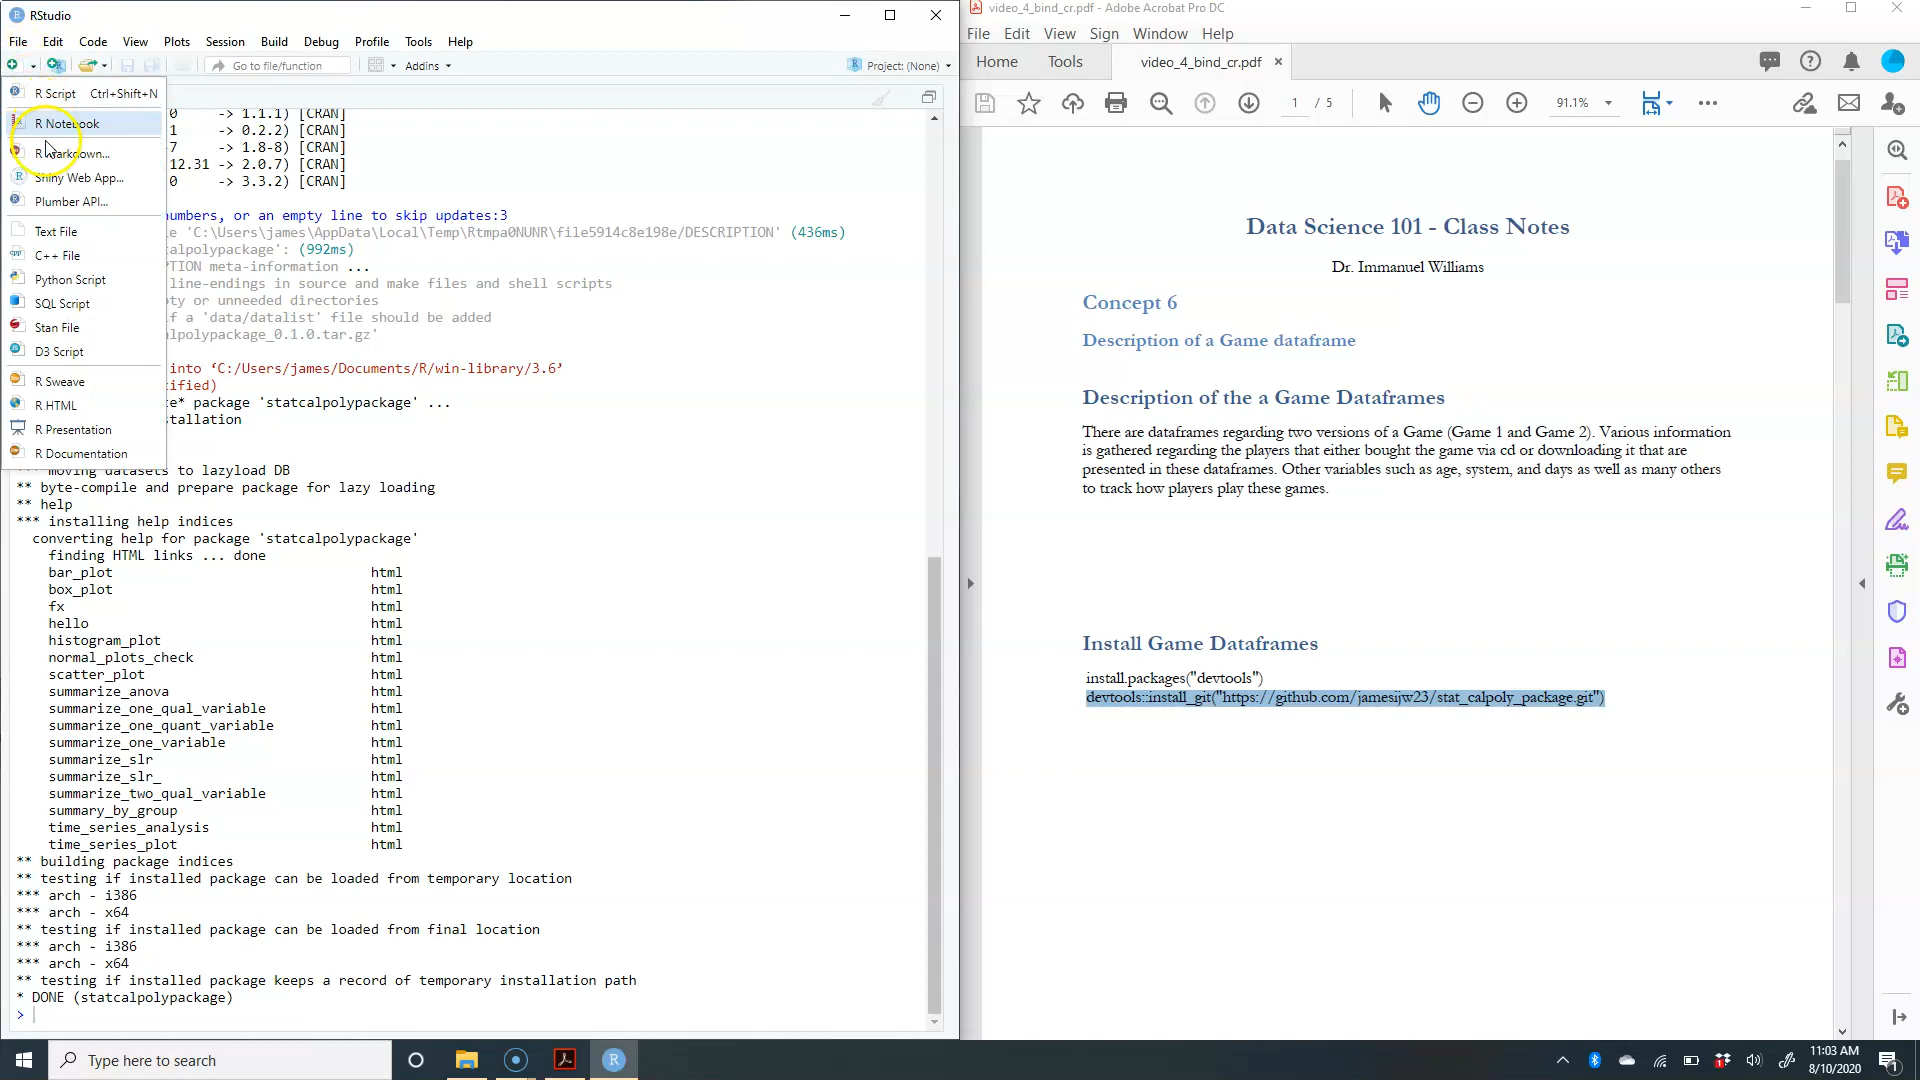 RStudio
File Edit Code View Plots Session Build Debug Profile Tools Help
Go to file/function
Addins
Project: (None)
R Script Ctrl+Shift+N
R Notebook
R Markdown...
Shiny Web App...
Plumber API...
Text File
C++ File
Python Script
SQL Script
Stan File
D3 Script
R Sweave
R HTML
R Presentation
R Documentation
0 -> 1.1.1) [CRAN]
1 -> 0.2.2) [CRAN]
7 -> 1.8-8) [CRAN]
12.31 -> 2.0.7) [CRAN]
0 -> 3.3.2) [CRAN]
numbers, or an empty line to skip updates:3
e 'C:\Users\james\AppData\Local\Temp\Rtmpa0NUNR\file5914c8e198e/DESCRIPTION' (436ms)
tcalpolypackage': (992ms)
PTION meta-information ...
line-endings in source and make files and shell scripts
pty or unneeded directories
if a 'data/datalist' file should be added
alpolypackage_0.1.0.tar.gz'
into ‘C:/Users/james/Documents/R/win-library/3.6’
ified)
ce* package 'statcalpolypackage' ...
stallation
*** moving datasets to lazyload DB
** byte-compile and prepare package for lazy loading
** help
*** installing help indices
converting help for package 'statcalpolypackage'
finding HTML links ... done
bar_plot html
box_plot html
fx html
hello html
histogram_plot html
normal_plots_check html
scatter_plot html
summarize_anova html
summarize_one_qual_variable html
summarize_one_quant_variable html
summarize_one_variable html
summarize_slr html
summarize_slr_ html
summarize_two_qual_variable html
summary_by_group html
time_series_analysis html
time_series_plot html
** building package indices
** testing if installed package can be loaded from temporary location
*** arch - i386
*** arch - x64
** testing if installed package can be loaded from final location
*** arch - i386
*** arch - x64
** testing if installed package keeps a record of temporary installation path
* DONE (statcalpolypackage)
>
video_4_bind_cr.pdf - Adobe Acrobat Pro DC
File Edit View Sign Window Help
Home Tools video_4_bind_cr.pdf ×
1 / 5 91.1%
Data Science 101 - Class Notes
Dr. Immanuel Williams
Concept 6
Description of a Game dataframe
Description of the a Game Dataframes
There are dataframes regarding two versions of a Game (Game 1 and Game 2). Various information
is gathered regarding the players that either bought the game via cd or downloading it that are
presented in these dataframes. Other variables such as age, system, and days as well as many others
to track how players play these games.
Install Game Dataframes
install.packages("devtools")
devtools::install_git("https://github.com/jamesijw23/stat_calpoly_package.git")
Type here to search
11:03 AM
8/10/2020